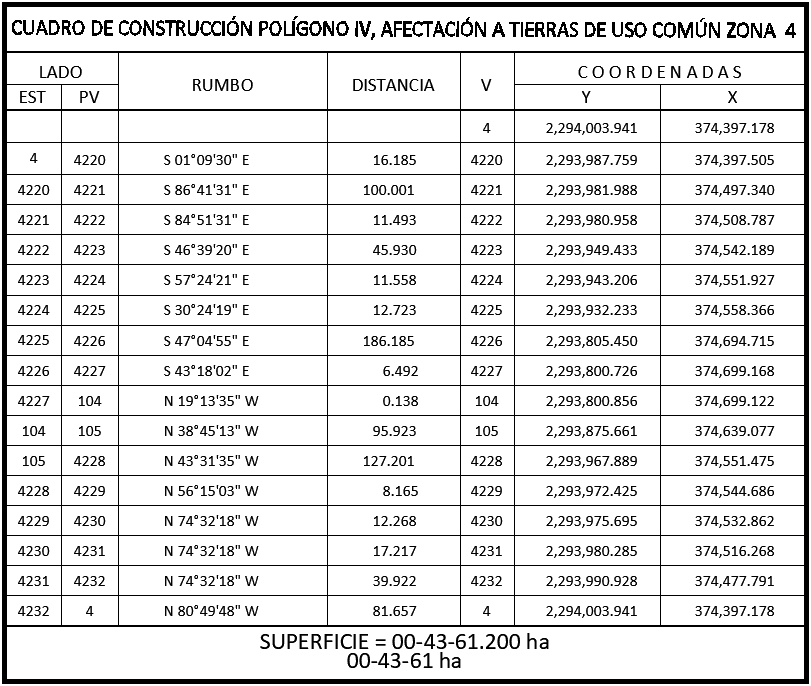 CUADRO DE CONSTRUCCIÓN POLÍGONO IV, AFECTACIÓN A TIERRAS DE USO COMÚN ZONA 4
LADO RUMBO DISTANCIA V COORDENADAS
EST PV Y X
4 2,294,003.941 374,397.178
4 4220 S 01°09'30" E 16.185 4220 2,293,987.759 374,397.505
4220 4221 S 86°41'31" E 100.001 4221 2,293,981.988 374,497.340
4221 4222 S 84°51'31" E 11.493 4222 2,293,980.958 374,508.787
4222 4223 S 46°39'20" E 45.930 4223 2,293,949.433 374,542.189
4223 4224 S 57°24'21" E 11.558 4224 2,293,943.206 374,551.927
4224 4225 S 30°24'19" E 12.723 4225 2,293,932.233 374,558.366
4225 4226 S 47°04'55" E 186.185 4226 2,293,805.450 374,694.715
4226 4227 S 43°18'02" E 6.492 4227 2,293,800.726 374,699.168
4227 104 N 19°13'35" W 0.138 104 2,293,800.856 374,699.122
104 105 N 38°45'13" W 95.923 105 2,293,875.661 374,639.077
105 4228 N 43°31'35" W 127.201 4228 2,293,967.889 374,551.475
4228 4229 N 56°15'03" W 8.165 4229 2,293,972.425 374,544.686
4229 4230 N 74°32'18" W 12.268 4230 2,293,975.695 374,532.862
4230 4231 N 74°32'18" W 17.217 4231 2,293,980.285 374,516.268
4231 4232 N 74°32'18" W 39.922 4232 2,293,990.928 374,477.791
4232 4 N 80°49'48" W 81.657 4 2,294,003.941 374,397.178
SUPERFICIE = 00-43-61.200 ha
00-43-61 ha